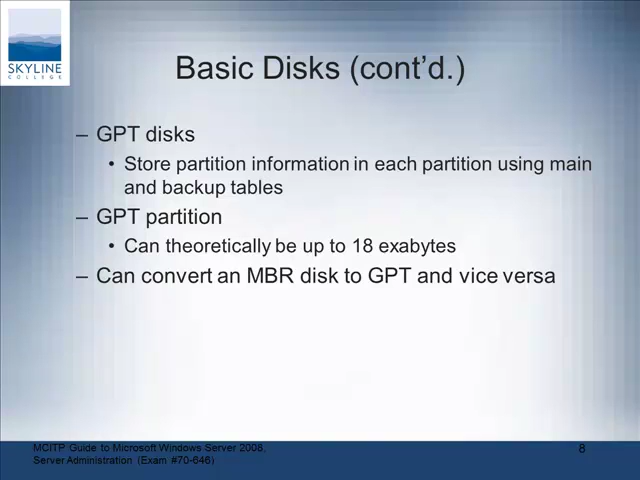 SKYLINE
COLLEGE
Basic Disks (cont’d.)
– GPT disks
• Store partition information in each partition using main
and backup tables
– GPT partition
• Can theoretically be up to 18 exabytes
– Can convert an MBR disk to GPT and vice versa
MCITP Guide to Microsoft Windows Server 2008,
Server Administration (Exam #70-646)
8